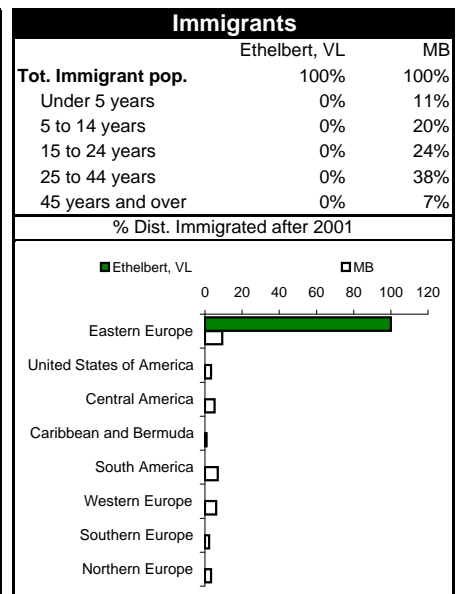 Immigrants
Ethelbert, VL MB
Tot. Immigrant pop. 100% 100%
Under 5 years 0% 11%
5 to 14 years 0% 20%
15 to 24 years 0% 24%
25 to 44 years 0% 38%
45 years and over 0% 7%
% Dist. Immigrated after 2001
Ethelbert, VL MB
0 20 40 60 80 100 120
Eastern Europe
United States of America
Central America
Caribbean and Bermuda
South America
Western Europe
Southern Europe
Northern Europe